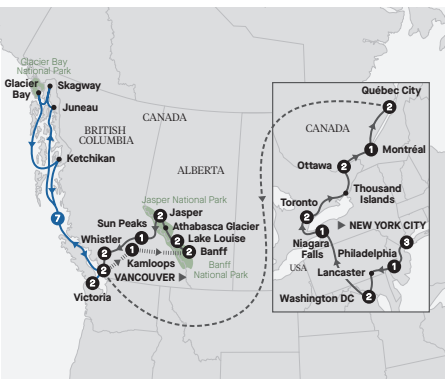 Glacier Bay
National Park
Glacier
Bay
Skagway
Juneau
BRITISH
COLUMBIA
CANADA
Ketchikan
ALBERTA
7
Jasper National Park
Jasper
2
Sun Peaks
Athabasca Glacier
1
2
Lake Louise
Whistler
2
1
2
Banff
Kamloops
Banff
National Park
2
VANCOUVER
2
Victoria
Québec City
2
CANADA
1
Montréal
Ottawa
2
Thousand
Islands
Toronto
2
1
NEW YORK CITY
Niagara
Falls
3
Philadelphia
USA
1
Lancaster
Washington DC
2